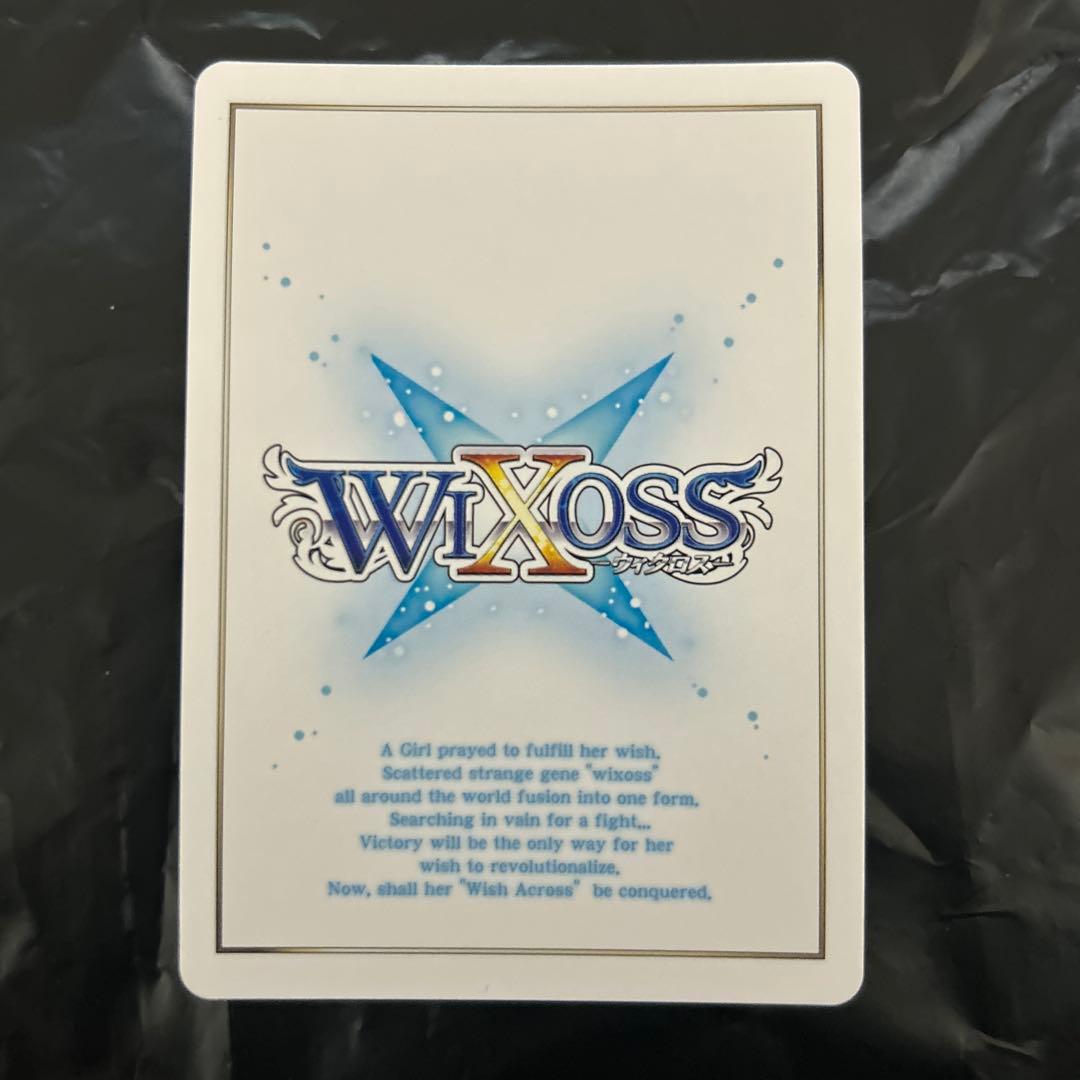 WIXOSS
—ウィクロス—
A Girl prayed to fulfill her wish.
Scattered strange gene "wixoss"
all around the world fusion into one form.
Searching in vain for a fight...
Victory will be the only way for her
wish to revolutionalize.
Now, shall her "Wish Across" be conquered.